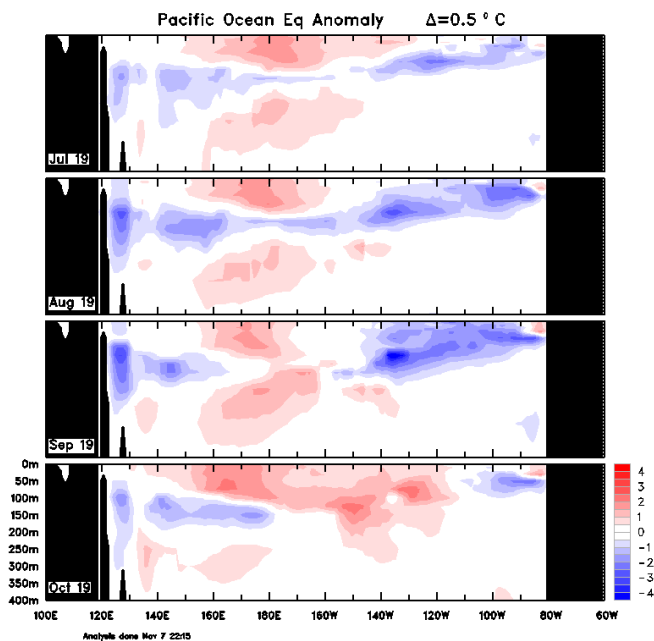 Pacific Ocean Eq Anomaly Δ=0.5 ° C
Jul 19
Aug 19
Sep 19
0m
50m
100m
150m
200m
250m
300m
350m
400m
Oct 19
4
3
2
1
-1
-2
-3
-4
100E 120E 140E 160E 180E 160W 140W 120W 100W 80W 60W
Analysis done Nov 7 22:15